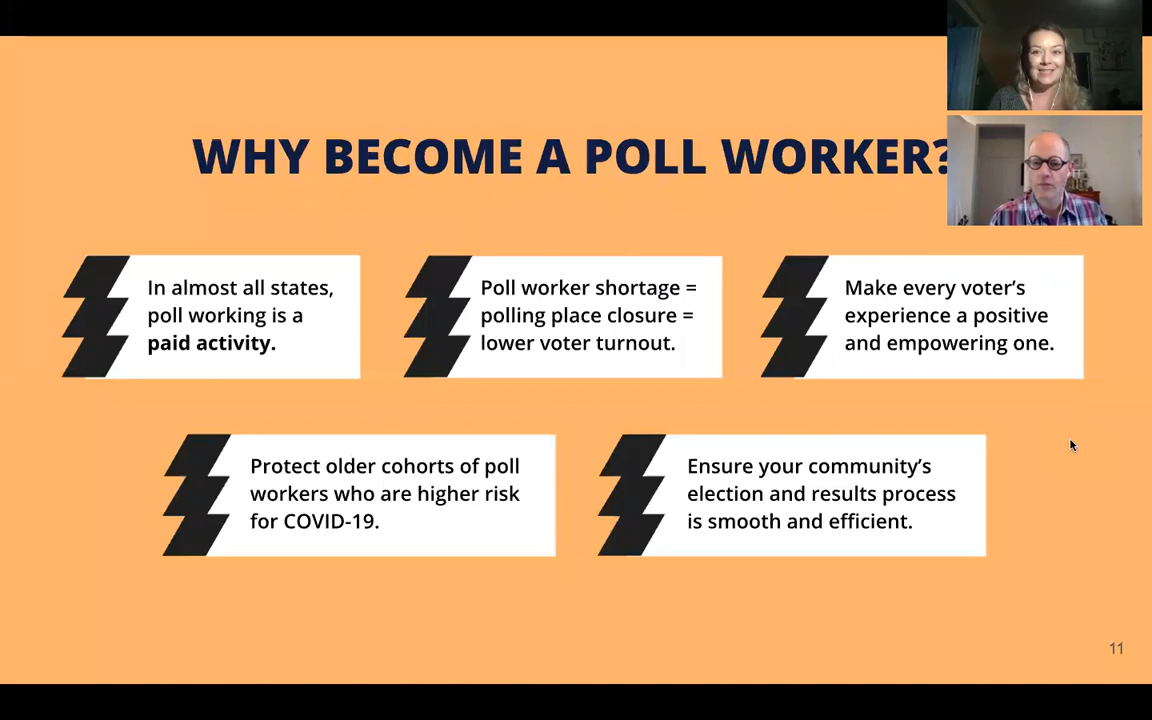 WHY BECOME A POLL WORKER?
In almost all states,
poll working is a
paid activity.
Poll worker shortage =
polling place closure =
lower voter turnout.
Make every voter’s
experience a positive
and empowering one.
Protect older cohorts of poll
workers who are higher risk
for COVID-19.
Ensure your community’s
election and results process
is smooth and efficient.
11